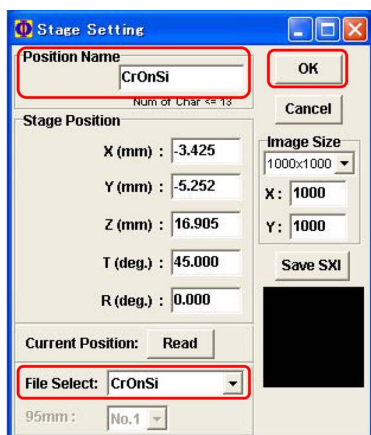 Stage Setting
Position Name
CrOnSi
Num of Char <= 13
OK
Cancel
Stage Position
X (mm) : -3.425
Y (mm) : -5.252
Z (mm) : 16.905
T (deg.) : 45.000
R (deg.) : 0.000
Image Size
1000x1000
X : 1000
Y : 1000
Save SXI
Current Position: Read
File Select: CrOnSi
95mm : No.1